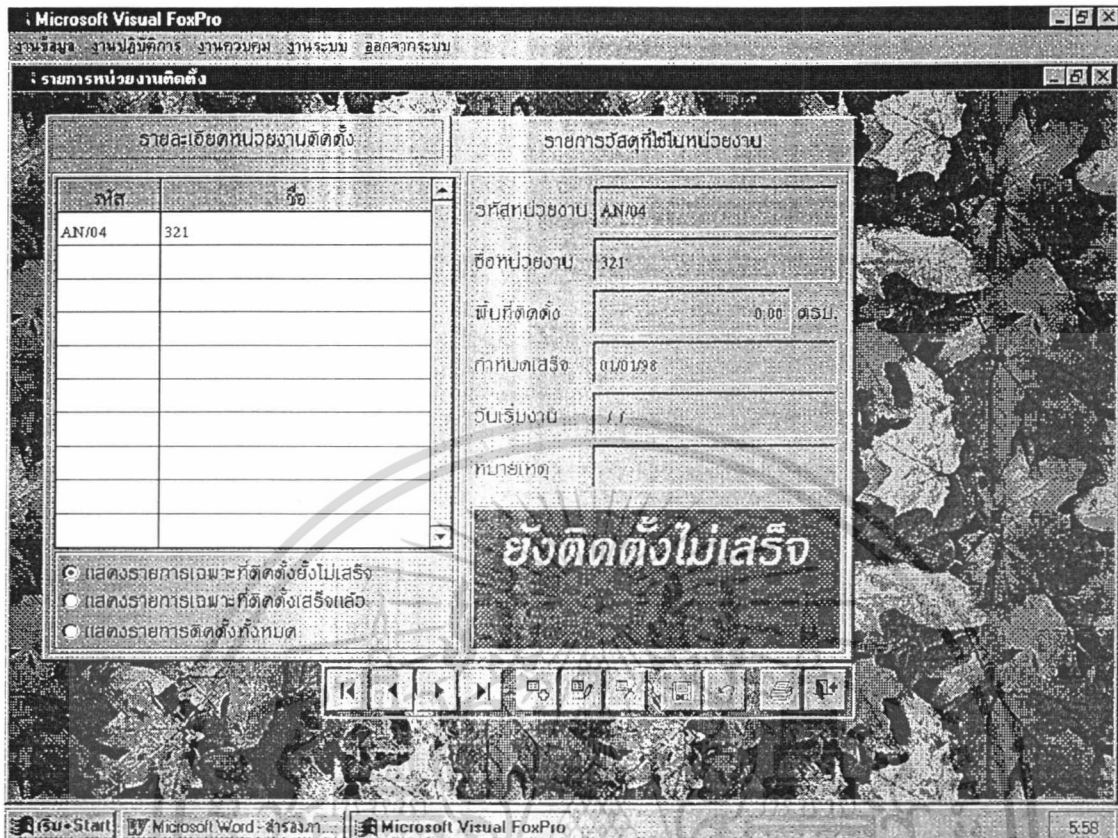 Microsoft Visual FoxPro
งานข้อมูล งานปฏิบัติการ งานควบคุม งานระบบ ออกจากระบบ
รายการหน่วยงานติดตั้ง
รายละเอียดหน่วยงานติดตั้ง
รายการวัสดุที่ใช้ในหน่วยงาน
รหัส ชื่อ
AN/04 321
รหัสหน่วยงาน AN/04
ชื่อหน่วยงาน 321
พื้นที่ติดตั้ง 0.00 ตรม.
กำหนดเสร็จ 01/01/98
วันเริ่มงาน / /
หมายเหตุ
ยังติดตั้งไม่เสร็จ
แสดงรายการเฉพาะที่ติดตั้งยังไม่เสร็จ
แสดงรายการเฉพาะที่ติดตั้งเสร็จแล้ว
แสดงรายการติดตั้งทั้งหมด
เริ่ม•Start Microsoft Word - สำรองภา... Microsoft Visual FoxPro 5:59